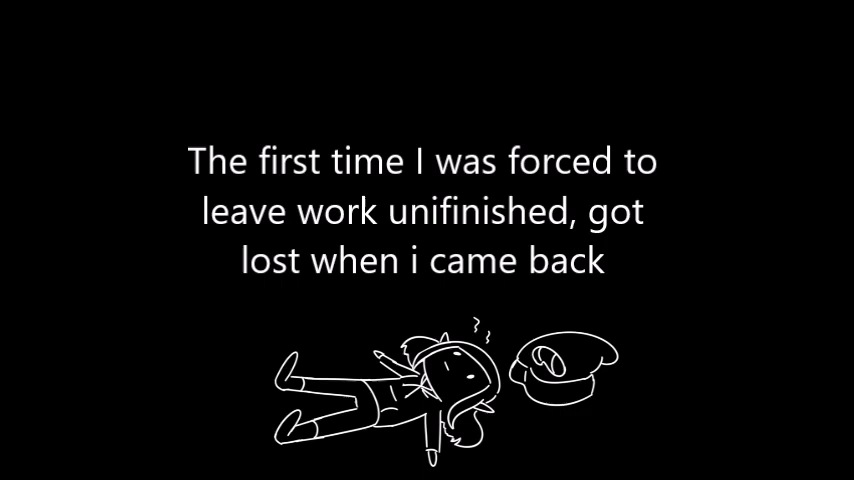 The first time I was forced to
leave work unifinished, got
lost when i came back